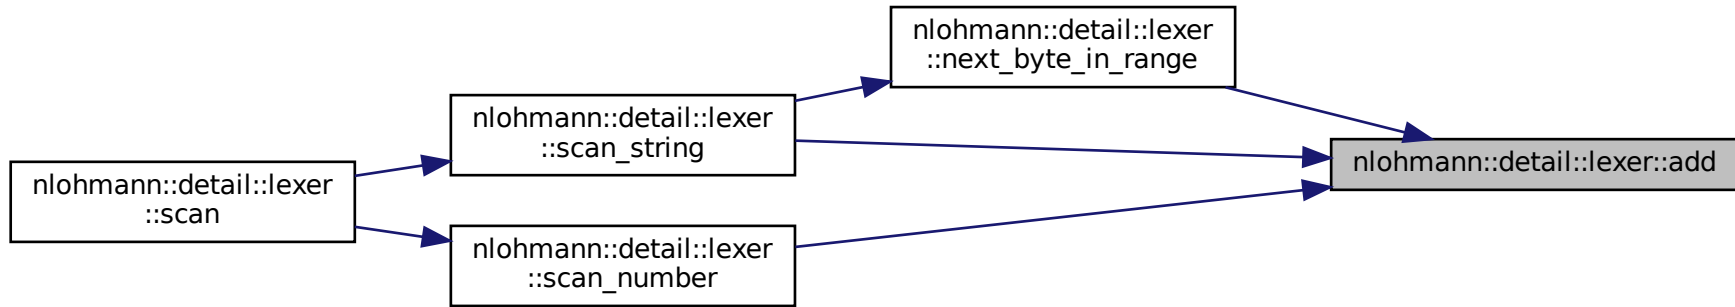 nlohmann::detail::lexer
::next_byte_in_range
nlohmann::detail::lexer
::scan_string
nlohmann::detail::lexer::add
nlohmann::detail::lexer
::scan
nlohmann::detail::lexer
::scan_number